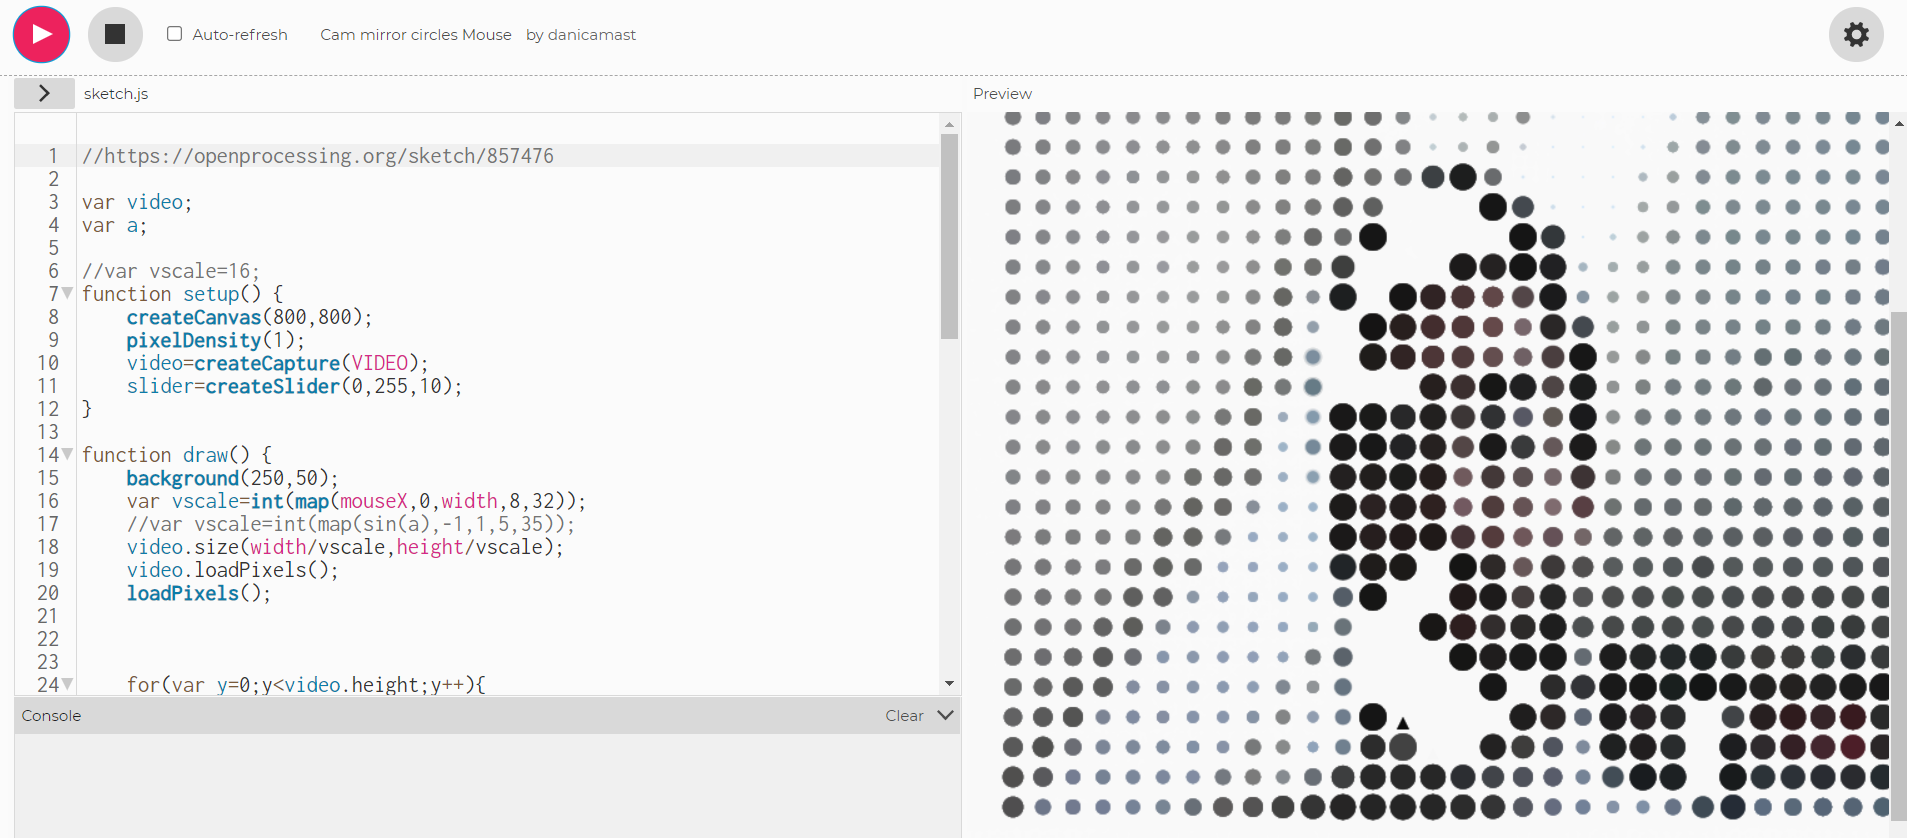 Auto-refresh Cam mirror circles Mouse by danicamast
sketch.js
Preview
1 //https://openprocessing.org/sketch/857476
2
3 var video;
4 var a;
5
6 //var vscale=16;
7 function setup() {
8 createCanvas(800,800);
9 pixelDensity(1);
10 video=createCapture(VIDEO);
11 slider=createSlider(0,255,10);
12 }
13
14 function draw() {
15 background(250,50);
16 var vscale=int(map(mouseX,0,width,8,32));
17 //var vscale=int(map(sin(a),-1,1,5,35));
18 video.size(width/vscale,height/vscale);
19 video.loadPixels();
20 loadPixels();
21
22
23
24 for(var y=0;y<video.height;y++){
Console
Clear